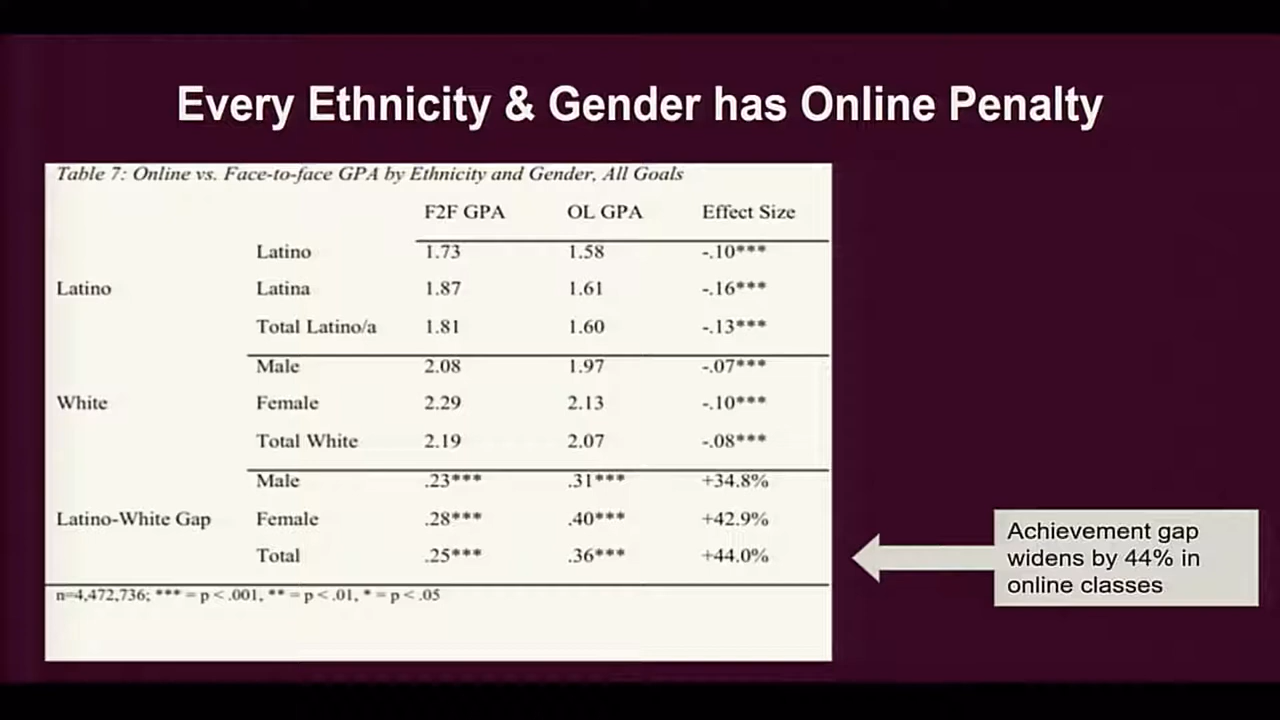 Every Ethnicity & Gender has Online Penalty
Table 7: Online vs. Face-to-face GPA by Ethnicity and Gender, All Goals
F2F GPA OL GPA Effect Size
Latino 1.73 1.58 -.10***
Latino Latina 1.87 1.61 -.16***
Total Latino/a 1.81 1.60 -.13***
Male 2.08 1.97 -.07***
White Female 2.29 2.13 -.10***
Total White 2.19 2.07 -.08***
Male .23*** .31*** +34.8%
Latino-White Gap Female .28*** .40*** +42.9%
Total .25*** .36*** +44.0%
n=4,472,736; *** = p < .001, ** = p < .01, * = p < .05
Achievement gap
widens by 44% in
online classes